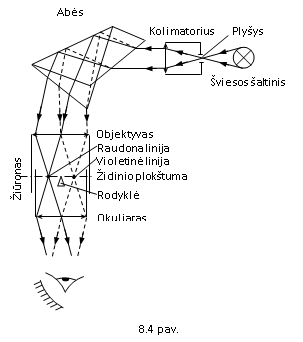 Abės
Kolimatorius Plyšys
Šviesos šaltinis
Objektyvas
Raudona linija
Violetinė linija
Židinio plokštuma
Rodyklė
Okuliaras
Žiūronas
8.4 pav.